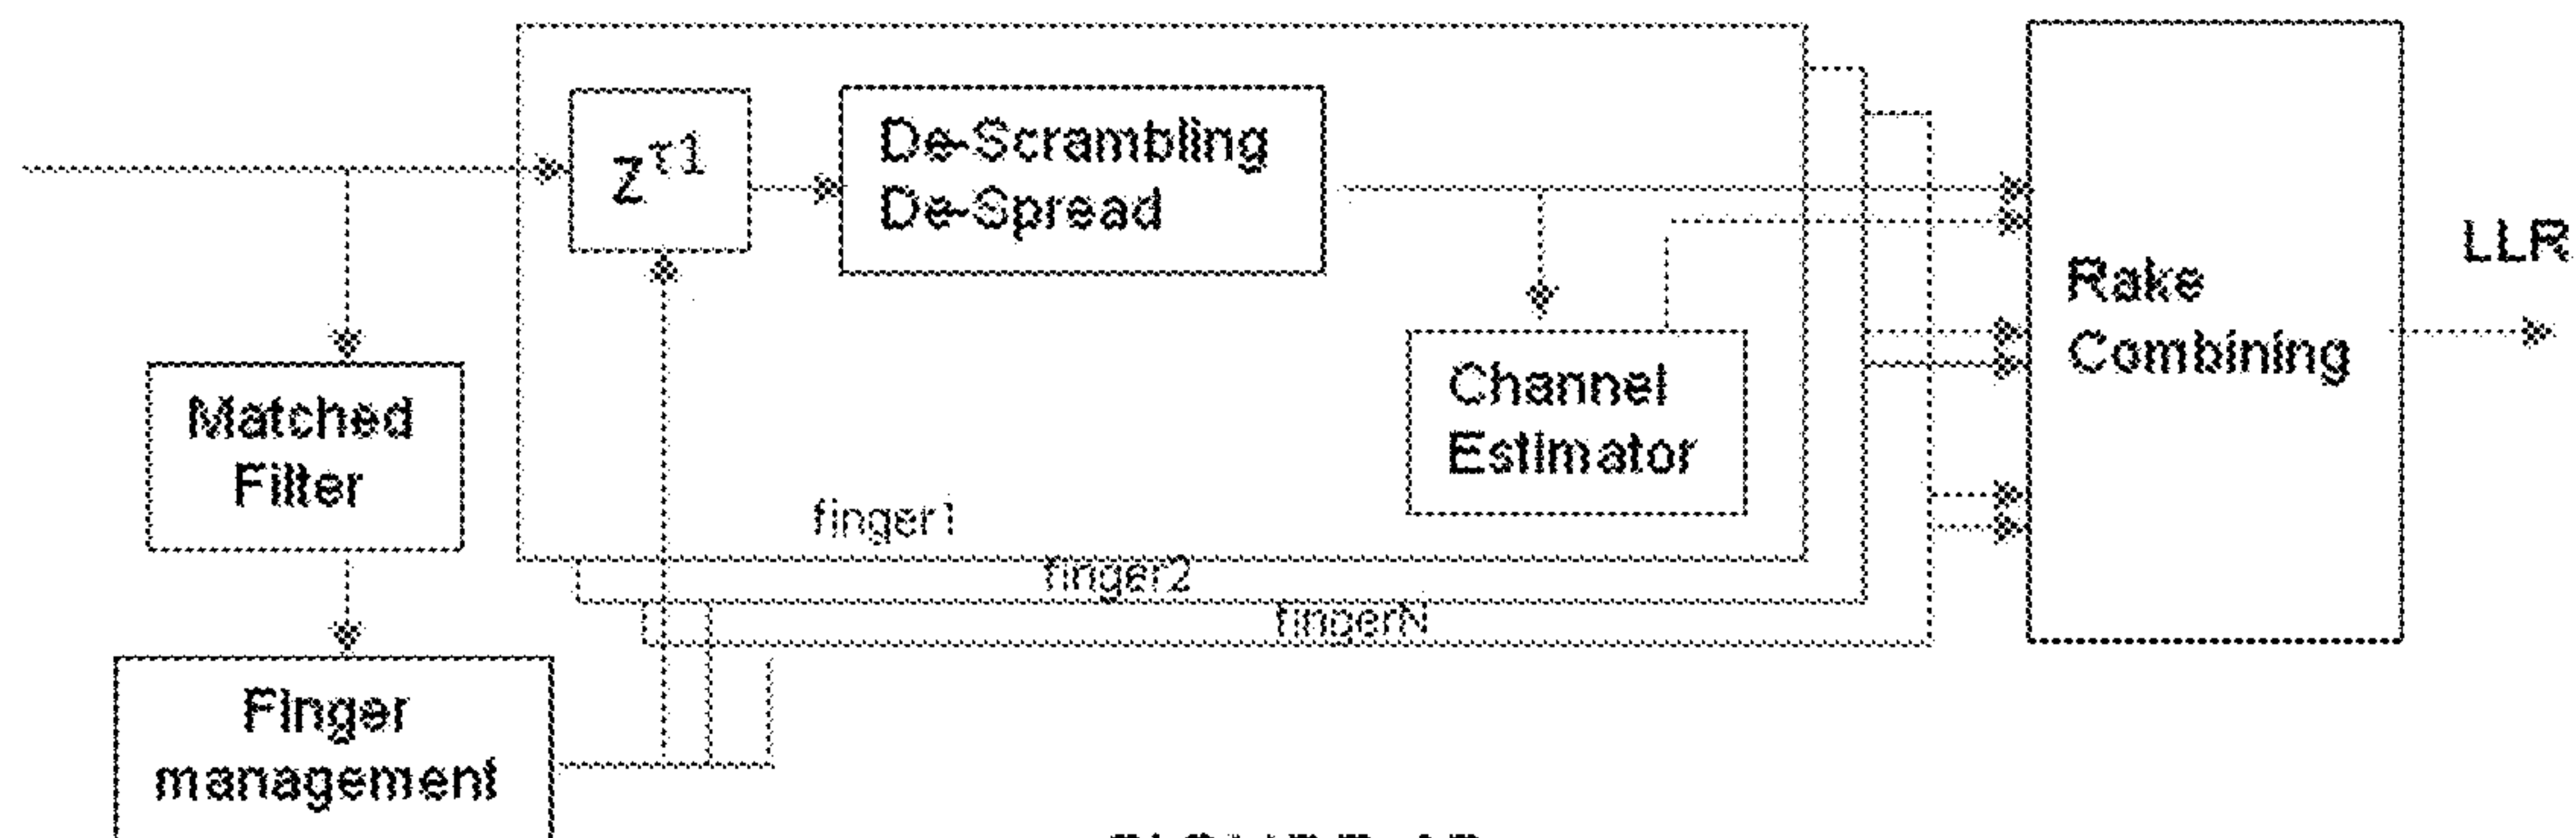 Z^τ1
De-Scrambling
De-Spread
LLR
Rake
Combining
Matched
Filter
Channel
Estimator
finger1
finger2
fingerN
Finger
management